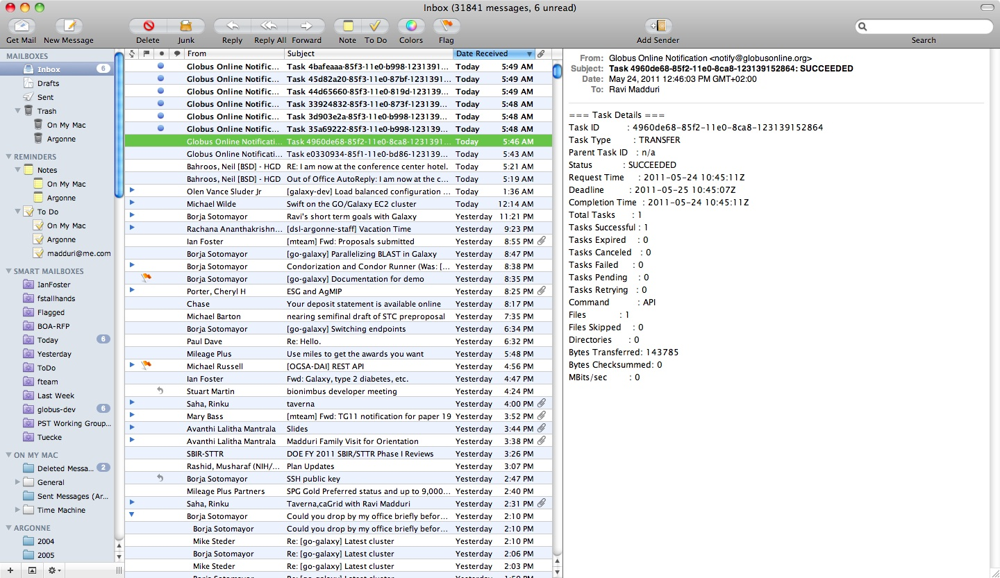 Inbox (31841 messages, 6 unread)
Get Mail New Message Delete Junk Reply Reply All Forward Note To Do Colors Flag Add Sender Search
MAILBOXES
Inbox 6
Drafts
Sent
Trash
On My Mac
Argonne
REMINDERS
Notes
On My Mac
Argonne
To Do
On My Mac
Argonne
madduri@me.com
SMART MAILBOXES
IanFoster
fstallhands
Flagged
BOA-RFP
Today 6
Yesterday
ToDo
fteam
Last Week
globus-dev 6
PST Working Group...
Tuecke
ON MY MAC
Deleted Messa... 2
General
Sent Messages (Ar...
Time Machine
ARGONNE
2004
2005
From Subject Date Received
Globus Online Notific... Task 4bafeaaa-85f3-11e0-b998-1231391... Today 5:49 AM
Globus Online Notific... Task 45d82a20-85f3-11e0-87bf-1231391... Today 5:49 AM
Globus Online Notific... Task 44d65660-85f3-11e0-819d-1231391... Today 5:49 AM
Globus Online Notific... Task 33924832-85f3-11e0-873f-1231391... Today 5:48 AM
Globus Online Notific... Task 3d903e2a-85f3-11e0-b998-123139... Today 5:48 AM
Globus Online Notific... Task 35a69222-85f3-11e0-b998-123139... Today 5:48 AM
Globus Online Notificati... Task 4960de68-85f2-11e0-8ca8-1231391... Today 5:46 AM
Globus Online Notificati... Task e0330934-85f1-11e0-bd86-123139... Today 5:43 AM
Bahroos, Neil [BSD] - HGD RE: I am now at the conference center hotel. Today 5:21 AM
Bahroos, Neil [BSD] - HGD Out of Office AutoReply: I am now at the c... Today 5:19 AM
Olen Vance Sluder Jr [galaxy-dev] Load balanced configuration ... Today 1:36 AM
Michael Wilde Swift on the GO/Galaxy EC2 cluster Today 12:14 AM
Borja Sotomayor Ravi's short term goals with Galaxy Yesterday 11:21 PM
Rachana Ananthakrishn... [dsl-argonne-staff] Vacation Time Yesterday 9:23 PM
Ian Foster [mteam] Fwd: Proposals submitted Yesterday 8:55 PM
Borja Sotomayor [go-galaxy] Parallelizing BLAST in Galaxy Yesterday 8:47 PM
Borja Sotomayor Condorization and Condor Runner (Was: [... Yesterday 8:38 PM
Borja Sotomayor [go-galaxy] Documentation for demo Yesterday 8:35 PM
Porter, Cheryl H ESG and AgMIP Yesterday 8:25 PM
Chase Your deposit statement is available online Yesterday 8:17 PM
Michael Barton nearing semifinal draft of STC preproposal Yesterday 7:35 PM
Borja Sotomayor [go-galaxy] Switching endpoints Yesterday 6:34 PM
Paul Dave Re: Hello. Yesterday 6:32 PM
Mileage Plus Use miles to get the awards you want Yesterday 5:48 PM
Michael Russell [OGSA-DAI] REST API Yesterday 4:56 PM
Ian Foster Fwd: Galaxy, type 2 diabetes, etc. Yesterday 4:47 PM
Stuart Martin bionimbus developer meeting Yesterday 4:24 PM
Saha, Rinku taverna Yesterday 4:00 PM
Mary Bass [mteam] Fwd: TG11 notification for paper 19 Yesterday 3:52 PM
Avanthi Lalitha Mantrala Slides Yesterday 3:44 PM
Avanthi Lalitha Mantrala Madduri Family Visit for Orientation Yesterday 3:38 PM
SBIR-STTR DOE FY 2011 SBIR/STTR Phase I Reviews Yesterday 3:26 PM
Rashid, Musharaf (NIH/... Plan Updates Yesterday 3:07 PM
Borja Sotomayor SSH public key Yesterday 2:47 PM
Mileage Plus Partners SPG Gold Preferred status and up to 9,000... Yesterday 2:40 PM
Saha, Rinku Taverna,caGrid with Ravi Madduri Yesterday 2:31 PM
Borja Sotomayor Could you drop by my office briefly befor... Yesterday 2:10 PM
Borja Sotomayor Could you drop by my office briefly befor... Yesterday 2:10 PM
Mike Steder Re: [go-galaxy] Latest cluster Yesterday 2:10 PM
Borja Sotomayor Re: [go-galaxy] Latest cluster Yesterday 2:06 PM
Mike Steder Re: [go-galaxy] Latest cluster Yesterday 2:08 PM
From: Globus Online Notification <notify@globusonline.org>
Subject: Task 4960de68-85f2-11e0-8ca8-123139152864: SUCCEEDED
Date: May 24, 2011 12:46:03 PM GMT+02:00
To: Ravi Madduri
=== Task Details ===
Task ID : 4960de68-85f2-11e0-8ca8-123139152864
Task Type : TRANSFER
Parent Task ID : n/a
Status : SUCCEEDED
Request Time : 2011-05-24 10:45:11Z
Deadline : 2011-05-25 10:45:07Z
Completion Time : 2011-05-24 10:45:11Z
Total Tasks : 1
Tasks Successful : 1
Tasks Expired : 0
Tasks Canceled : 0
Tasks Failed : 0
Tasks Pending : 0
Tasks Retrying : 0
Command : API
Files : 1
Files Skipped : 0
Directories : 0
Bytes Transferred: 143785
Bytes Checksummed: 0
MBits/sec : 0